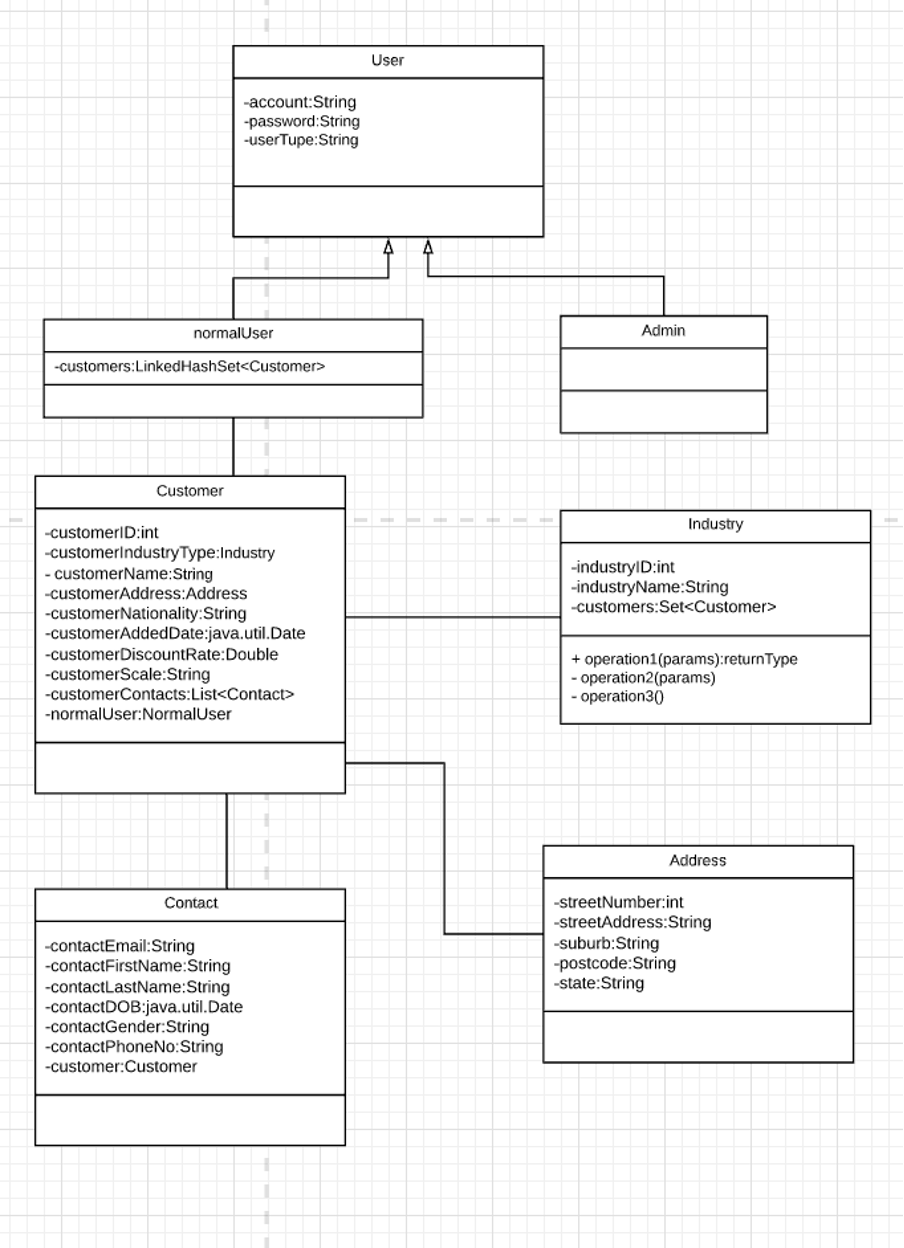 User
-account:String
-password:String
-userTupe:String
normalUser
-customers:LinkedHashSet<Customer>
Admin
Customer
-customerID:int
-customerIndustryType:Industry
- customerName:String
-customerAddress:Address
-customerNationality:String
-customerAddedDate:java.util.Date
-customerDiscountRate:Double
-customerScale:String
-customerContacts:List<Contact>
-normalUser:NormalUser
Industry
-industryID:int
-industryName:String
-customers:Set<Customer>
+ operation1(params):returnType
- operation2(params)
- operation3()
Contact
-contactEmail:String
-contactFirstName:String
-contactLastName:String
-contactDOB:java.util.Date
-contactGender:String
-contactPhoneNo:String
-customer:Customer
Address
-streetNumber:int
-streetAddress:String
-suburb:String
-postcode:String
-state:String